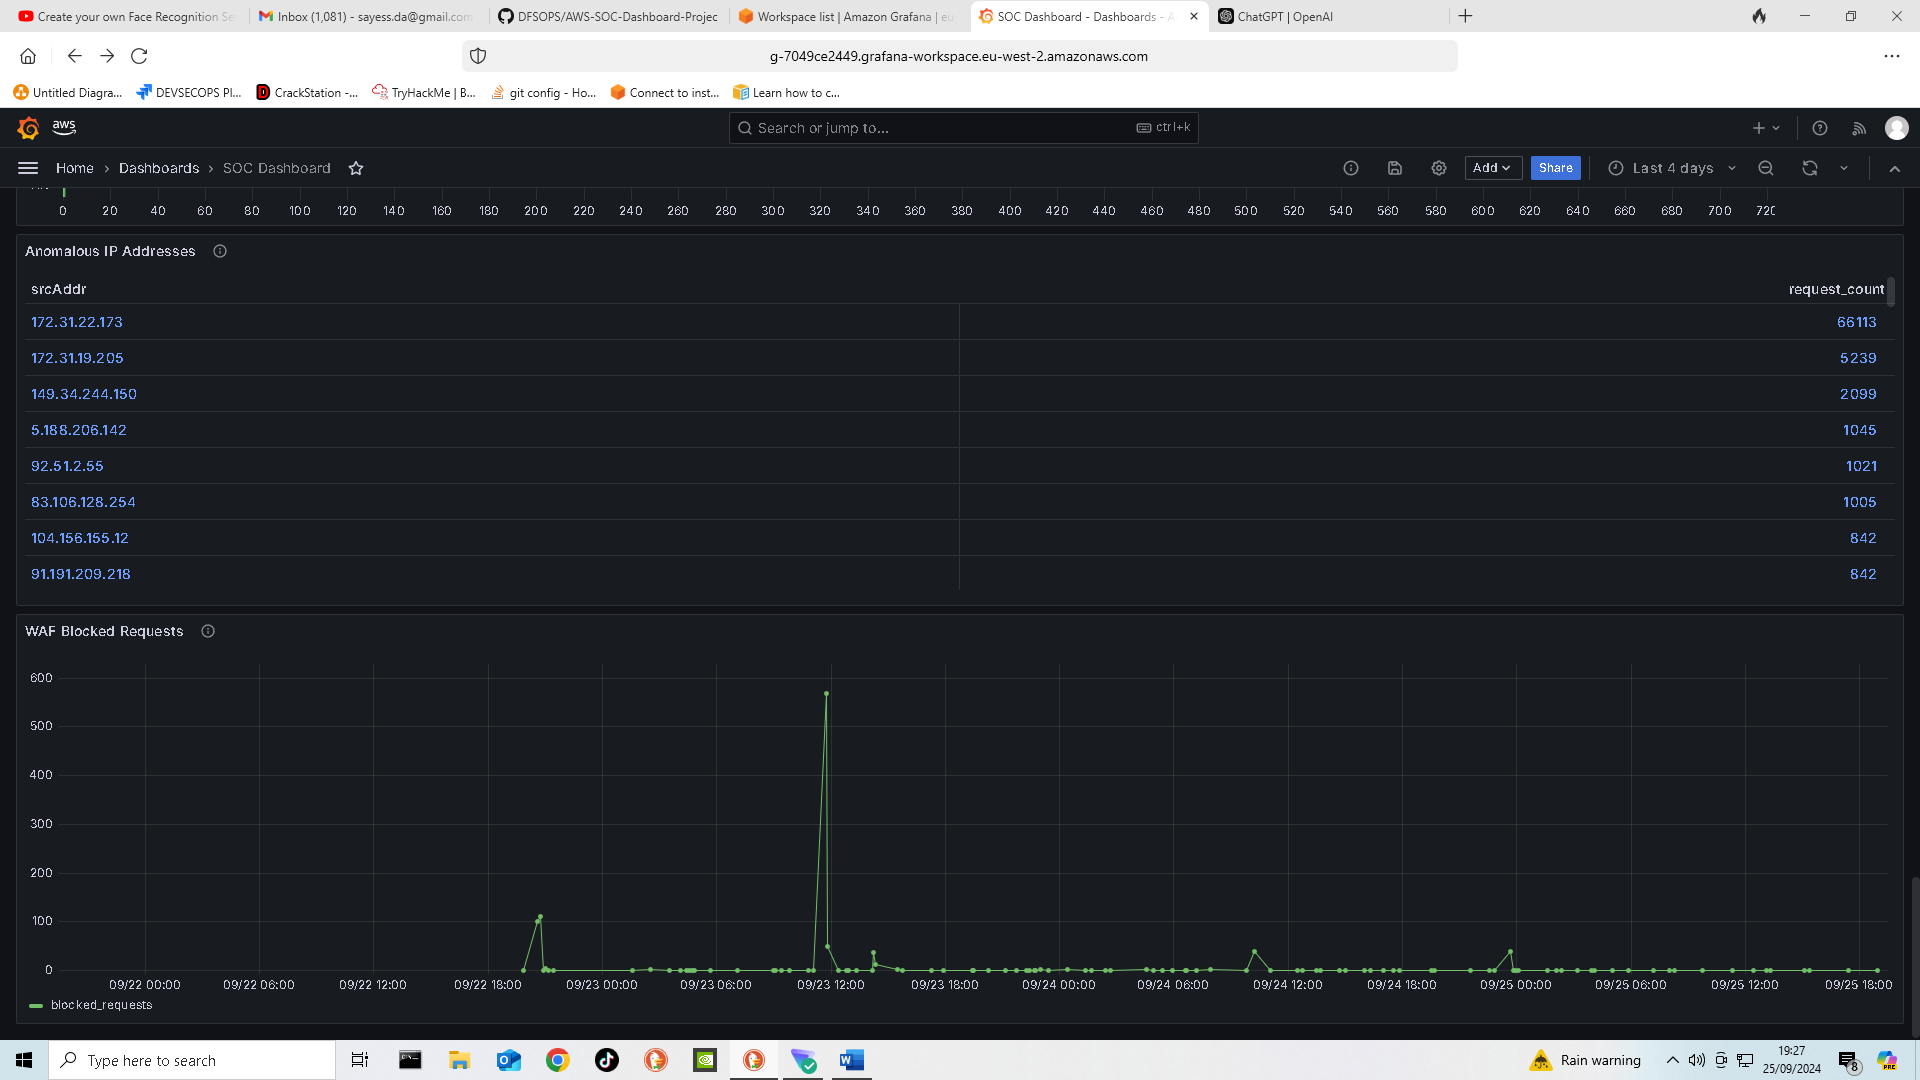 Create your own Face Recognition Se
Inbox (1,081) - sayess.da@gmail.com
DFSOPS/AWS-SOC-Dashboard-Projec
Workspace list | Amazon Grafana | eu
SOC Dashboard - Dashboards - A
ChatGPT | OpenAI
g-7049ce2449.grafana-workspace.eu-west-2.amazonaws.com
Untitled Diagra...
DEVSECOPS Pl...
CrackStation -...
TryHackMe | B...
git config - Ho...
Connect to inst...
Learn how to c...
aws
Search or jump to...
ctrl+k
Home > Dashboards > SOC Dashboard
Add
Share
Last 4 days
0 20 40 60 80 100 120 140 160 180 200 220 240 260 280 300 320 340 360 380 400 420 440 460 480 500 520 540 560 580 600 620 640 660 680 700 720
Anomalous IP Addresses
srcAddr request_count
172.31.22.173 66113
172.31.19.205 5239
149.34.244.150 2099
5.188.206.142 1045
92.51.2.55 1021
83.106.128.254 1005
104.156.155.12 842
91.191.209.218 842
WAF Blocked Requests
600
500
400
300
200
100
0
09/22 00:00 09/22 06:00 09/22 12:00 09/22 18:00 09/23 00:00 09/23 06:00 09/23 12:00 09/23 18:00 09/24 00:00 09/24 06:00 09/24 12:00 09/24 18:00 09/25 00:00 09/25 06:00 09/25 12:00 09/25 18:00
blocked_requests
Type here to search
Rain warning
19:27
25/09/2024
8
PRE